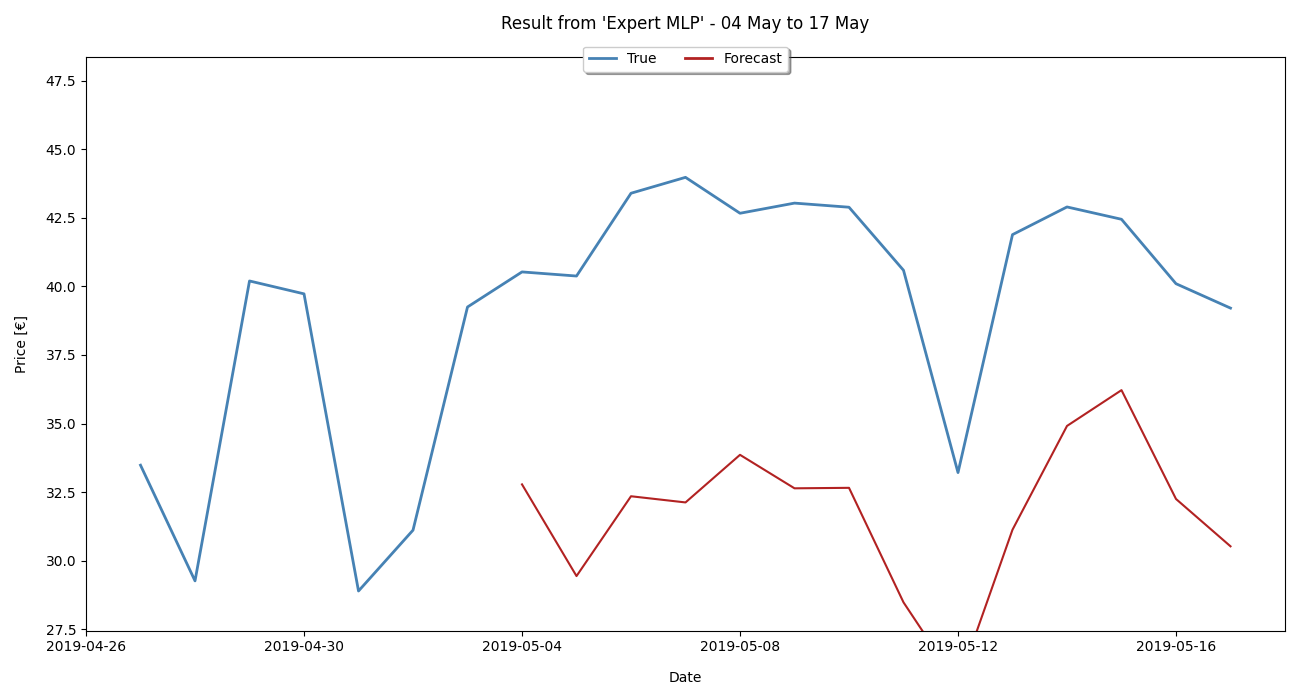 Result from 'Expert MLP' - 04 May to 17 May
True Forecast
47.5
45.0
42.5
40.0
37.5
35.0
32.5
30.0
27.5
Price [€]
2019-04-26 2019-04-30 2019-05-04 2019-05-08 2019-05-12 2019-05-16
Date